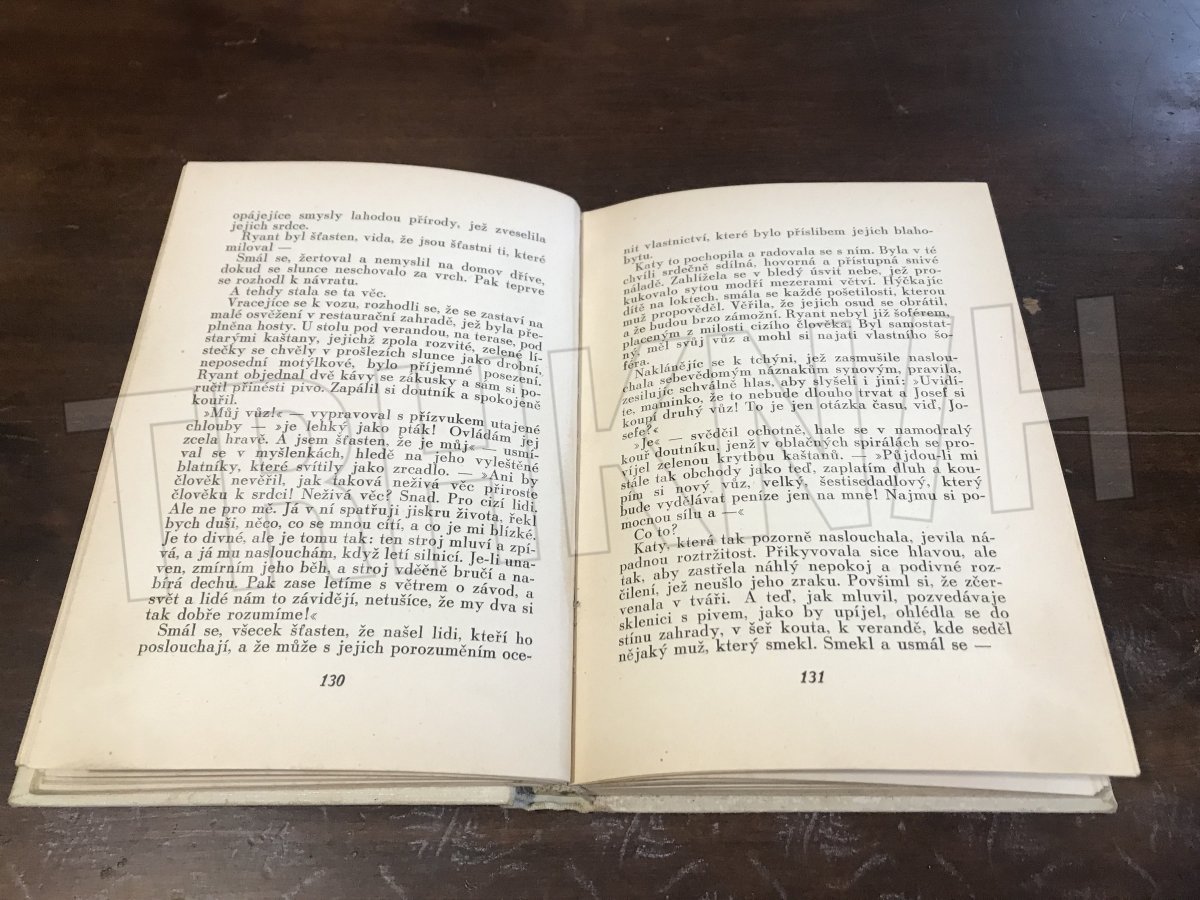 opájejíce smysly lahodou přírody, jež zveselila
jejich srdce.
Ryant byl šťasten, vida, že jsou šťastni ti, které
miloval —
Smál se, žertoval a nemyslil na domov dříve,
dokud se slunce neschovalo za vrch. Pak teprve
se rozhodl k návratu.
A tehdy stala se ta věc.
Vracejíce se k vozu, rozhodli se, že se zastaví na
malé osvěžení v restaurační zahradě, jež byla pře-
plněna hosty. U stolu pod verandou, na terase, pod
starými kaštany, jejichž zpola rozvité, zelené lí-
stečky se chvěly v prošlezích slunce jako drobní,
neposední motýlkové, bylo příjemné posezení.
Ryant objednal dvě kávy se zákusky a sám si po-
ručil přinésti pivo. Zapálil si doutník a spokojeně
kouřil.
»Můj vůz!« — vypravoval s přízvukem utajené
chlouby — »je lehký jako pták! Ovládám jej
zcela hravě. A jsem šťasten, že je můj« — usmí-
val se v myšlenkách, hledě na jeho vyleštěné
blatníky, které svítily jako zrcadlo. — »Ani by
člověk nevěřil, jak taková neživá věc přiroste
člověku k srdci! Neživá věc? Snad. Pro cizí lidi.
Ale ne pro mě. Já v ní spatřuji jiskru života, řekl
bych duši, něco, co se mnou cítí, a co je mi blízké.
Je to divné, ale je tomu tak: ten stroj mluví a zpí-
vá, a já mu naslouchám, když letí silnicí. Je-li una-
ven, zmírním jeho běh, a stroj vděčně bručí a na-
bírá dechu. Pak zase letíme s větrem o závod, a
svět a lidé nám to závidějí, netušíce, že my dva si
tak dobře rozumíme!«
Smál se, všecek šťasten, že našel lidi, kteří ho
poslouchají, a že může s jejich porozuměním oce-
130
nit vlastnictví, které bylo příslibem jejich blaho-
bytu.
Katy to pochopila a radovala se s ním. Byla v té
chvíli srdečně sdílná, hovorná a přístupná snivé
náladě. Zahlížela se v bledý úsvit nebe, jež pro-
kukovalo sytou modří mezerami větví. Hýčkajíc
dítě na loktech, smála se každé pošetilosti, kterou
muž propověděl. Věřila, že jejich osud se obrátil,
a že budou brzo zámožní. Ryant nebyl již šoférem,
placeným z milosti cizího člověka. Byl samostat-
ný, měl svůj vůz a mohl si najati vlastního šo-
féra.
Naklánějíc se k tchýni, jež zasmušile naslou-
chala sebevědomým náznakům synovým, pravila,
zesilujíc schválně hlas, aby slyšeli i jiní: »Uvidí-
te, maminko, že to nebude dlouho trvat a Josef si
koupí druhý vůz! To je jen otázka času, viď, Jo-
sefe?«
»Je« — svědčil ochotně, hale se v namodralý
kouř doutníku, jenž v oblačných spirálách se pro-
víjel zelenou krytbou kaštanů. — »Půjdou-li mi
stále tak obchody jako teď, zaplatím dluh a kou-
pím si nový vůz, velký, šestisedadlový, který
bude vydělávat peníze jen na mne! Najmu si po-
mocnou sílu a —«
Co to?
Katy, která tak pozorně naslouchala, jevila ná-
padnou roztržitost. Přikyvovala sice hlavou, ale
tak, aby zastřela náhlý nepokoj a podivné roz-
čilení, jež neušlo jeho zraku. Povšiml si, že zčer-
venala v tváři. A teď, jak mluvil, pozvedávaje
sklenici s pivem, jako by upíjel, ohlédla se do
stínu zahrady, v šeř kouta, k verandě, kde seděl
nějaký muž, který smekl. Smekl a usmál se —
131